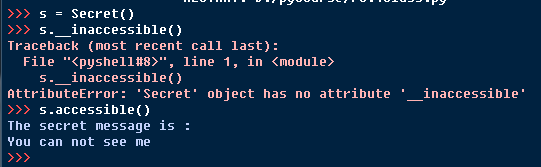 >>> s = Secret()
>>> s.__inaccessible()
Traceback (most recent call last):
  File "<pyshell#8>", line 1, in <module>
    s.__inaccessible()
AttributeError: 'Secret' object has no attribute '__inaccessible'
>>> s.accessible()
The secret message is :
You can not see me
>>>